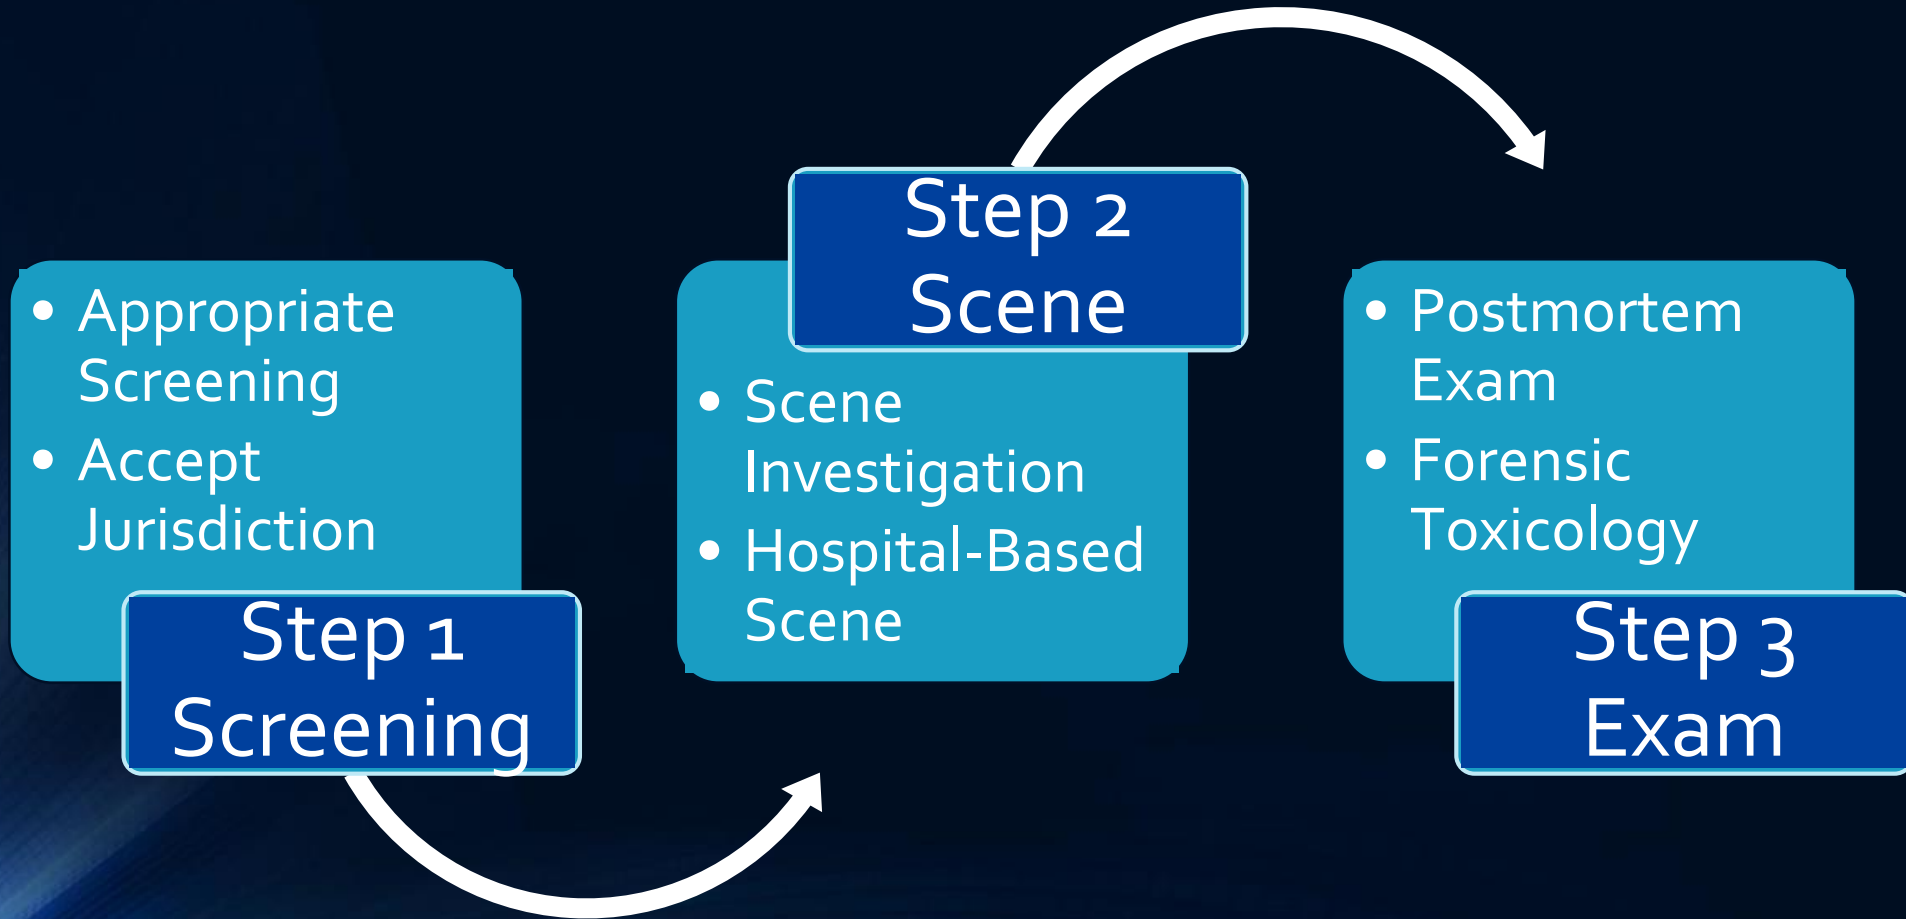 • Appropriate
Screening
• Accept
Jurisdiction
Step 1
Screening
Step 2
Scene
• Scene
Investigation
• Hospital-Based
Scene
• Postmortem
Exam
• Forensic
Toxicology
Step 3
Exam